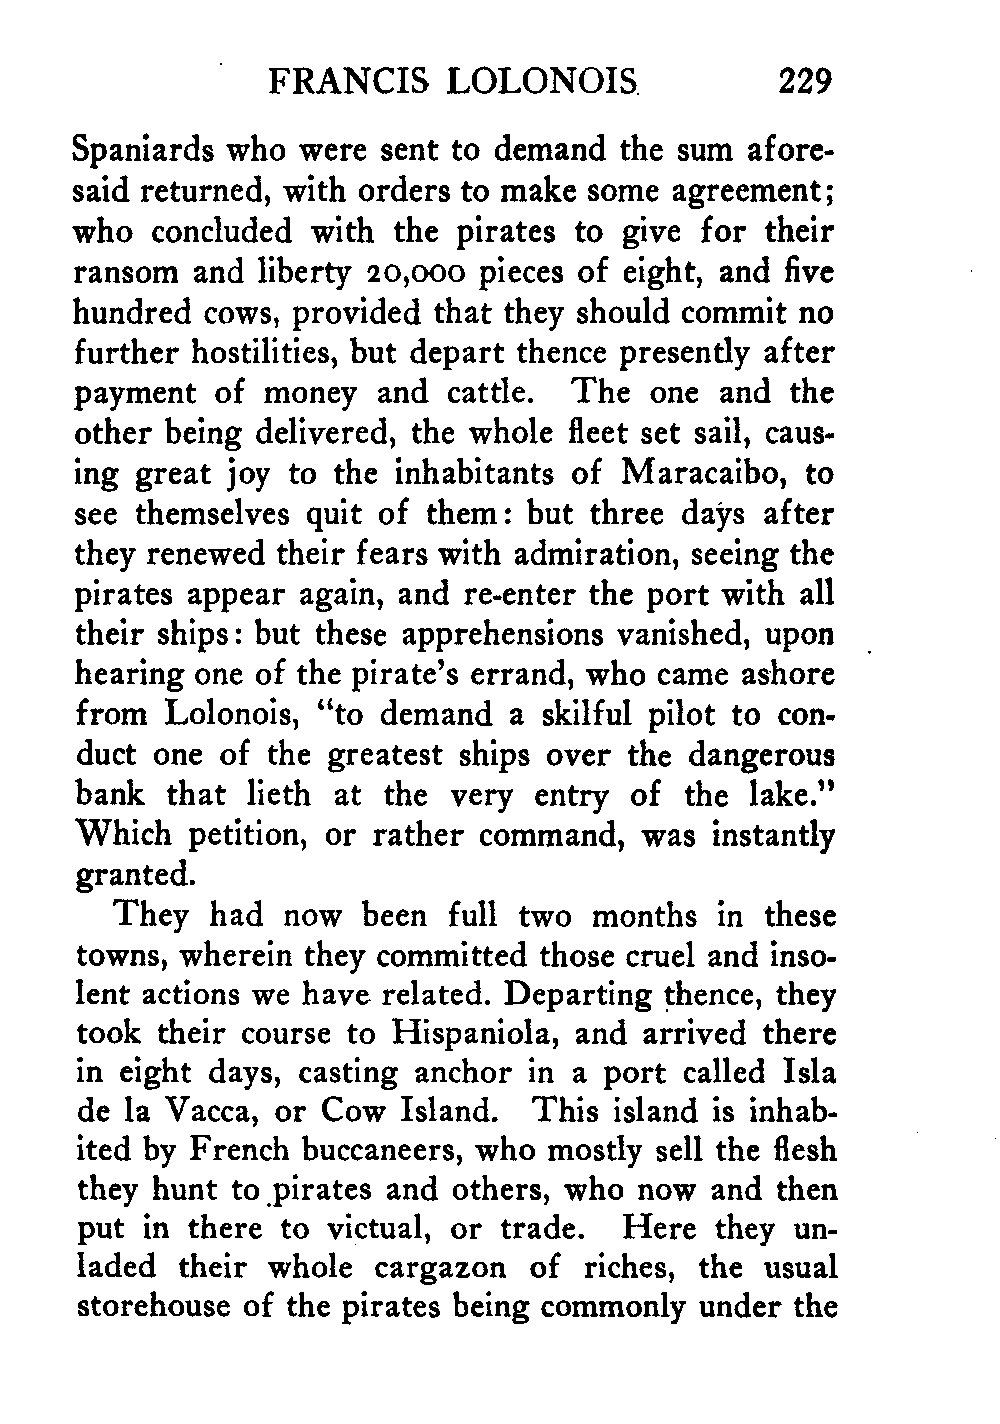 FRANCIS LOLONOIS 229
Spaniards who were sent to demand the sum afore-
said returned, with orders to make some agreement;
who concluded with the pirates to give for their
ransom and liberty 20,000 pieces of eight, and five
hundred cows, provided that they should commit no
further hostilities, but depart thence presently after
payment of money and cattle. The one and the
other being delivered, the whole fleet set sail, caus-
ing great joy to the inhabitants of Maracaibo, to
see themselves quit of them: but three days after
they renewed their fears with admiration, seeing the
pirates appear again, and re-enter the port with all
their ships: but these apprehensions vanished, upon
hearing one of the pirate's errand, who came ashore
from Lolonois, "to demand a skilful pilot to con-
duct one of the greatest ships over the dangerous
bank that lieth at the very entry of the lake."
Which petition, or rather command, was instantly
granted.
They had now been full two months in these
towns, wherein they committed those cruel and inso-
lent actions we have related. Departing thence, they
took their course to Hispaniola, and arrived there
in eight days, casting anchor in a port called Isla
de la Vacca, or Cow Island. This island is inhab-
ited by French buccaneers, who mostly sell the flesh
they hunt to pirates and others, who now and then
put in there to victual, or trade. Here they un-
laded their whole cargazon of riches, the usual
storehouse of the pirates being commonly under the